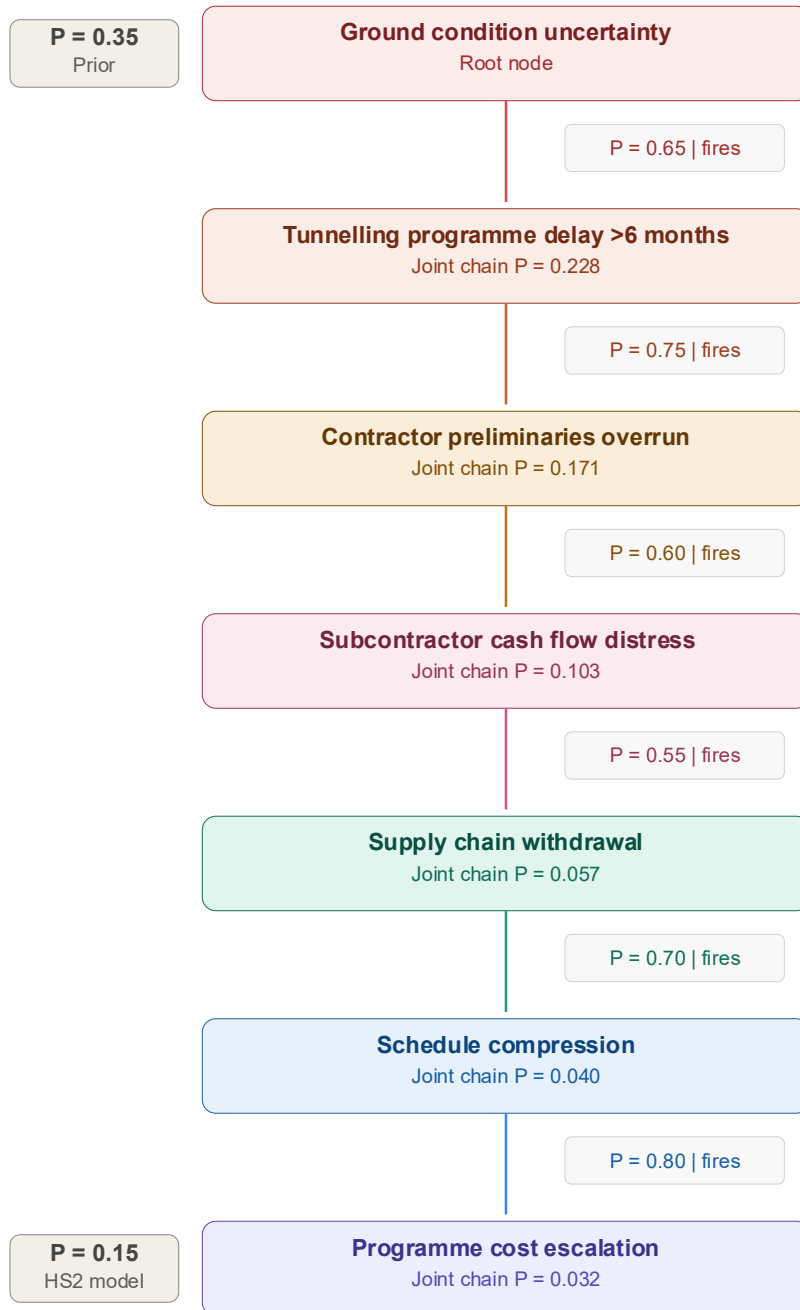 P = 0.35
Prior
Ground condition uncertainty
Root node
P = 0.65 | fires
Tunnelling programme delay >6 months
Joint chain P = 0.228
P = 0.75 | fires
Contractor preliminaries overrun
Joint chain P = 0.171
P = 0.60 | fires
Subcontractor cash flow distress
Joint chain P = 0.103
P = 0.55 | fires
Supply chain withdrawal
Joint chain P = 0.057
P = 0.70 | fires
Schedule compression
Joint chain P = 0.040
P = 0.80 | fires
P = 0.15
HS2 model
Programme cost escalation
Joint chain P = 0.032